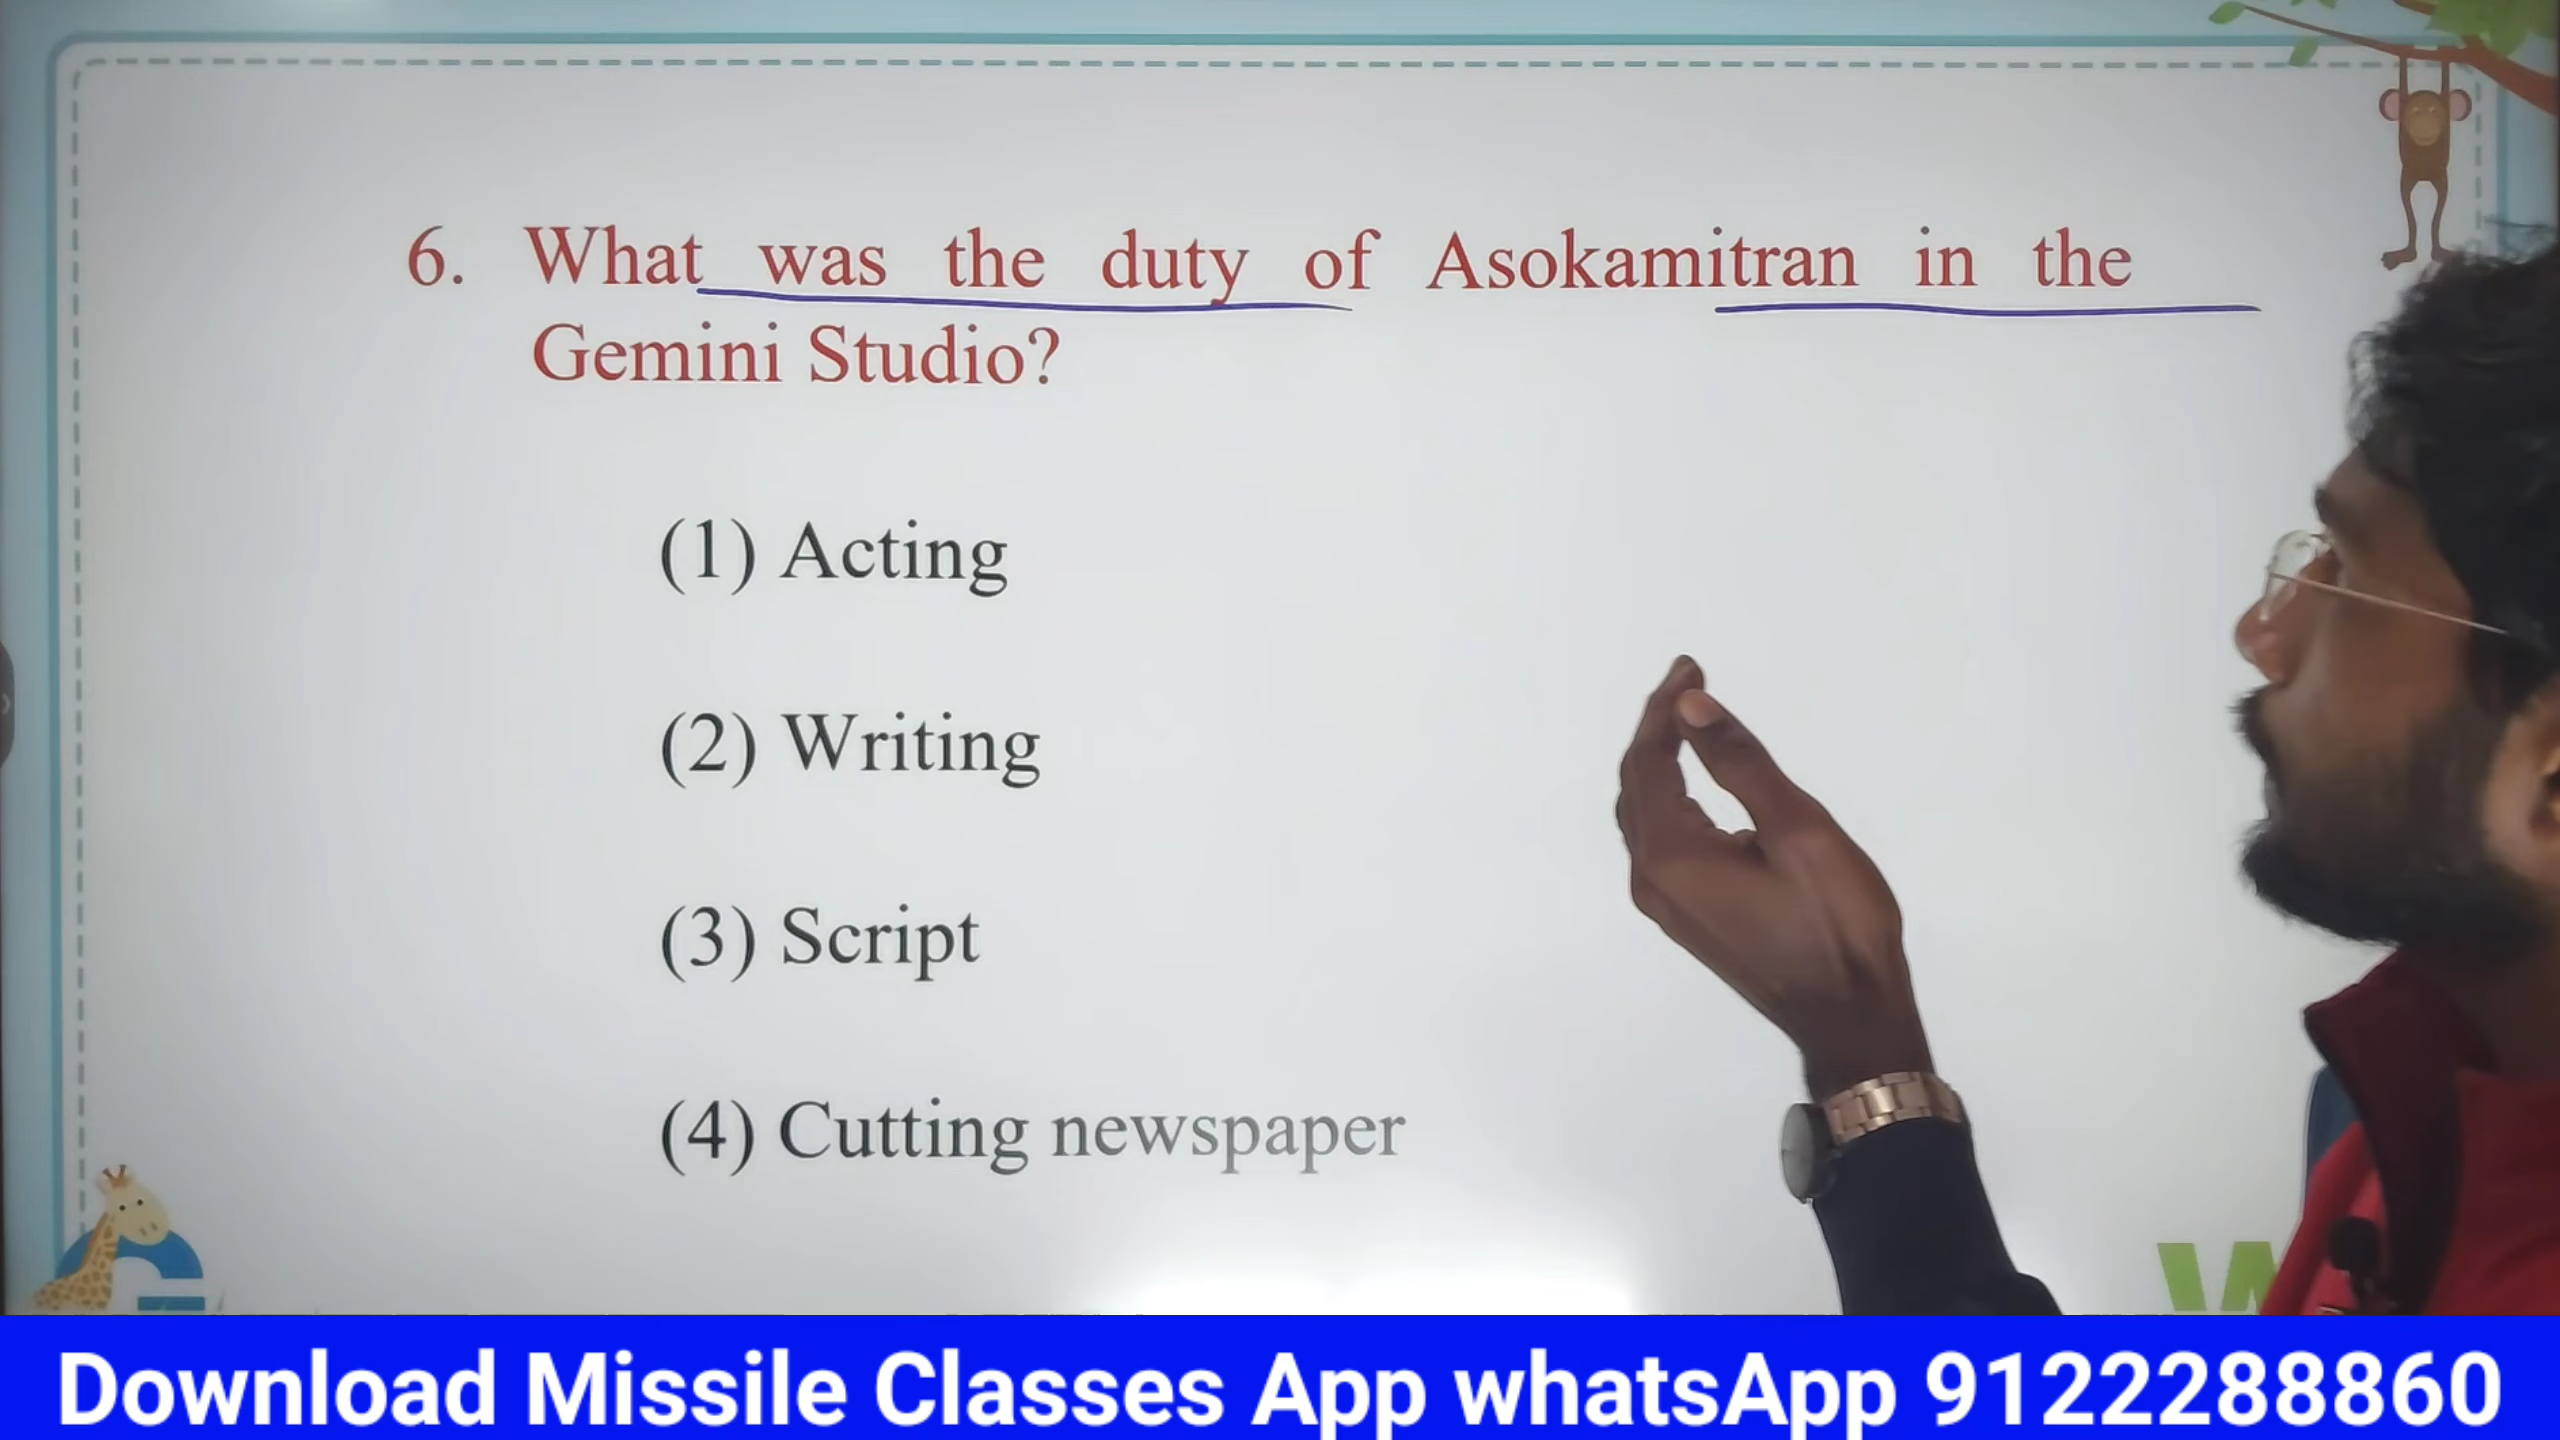 6. What was the duty of Asokamitran in the
Gemini Studio?
(1) Acting
(2) Writing
(3) Script
(4) Cutting newspaper
Download Missile Classes App whatsApp 9122288860